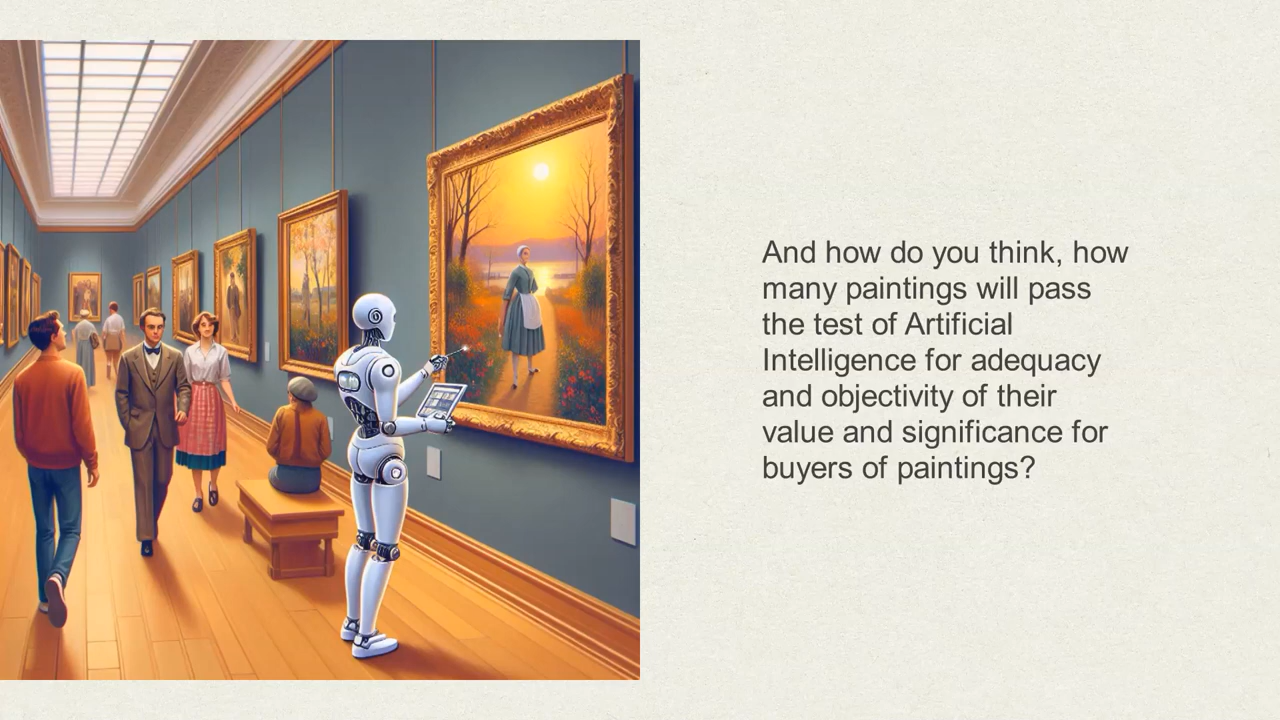 And how do you think, how
many paintings will pass
the test of Artificial
Intelligence for adequacy
and objectivity of their
value and significance for
buyers of paintings?